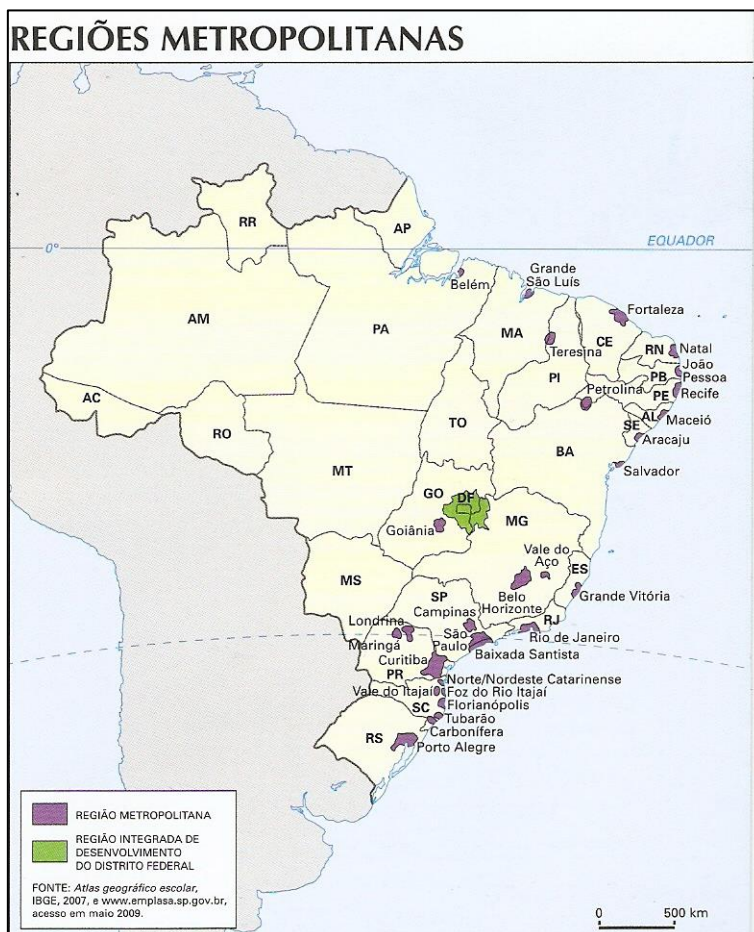 REGIÕES METROPOLITANAS
RR
AP
0°
EQUADOR
Belém
Grande
São Luís
Fortaleza
AM
PA
MA
Teresina
CE
RN
Natal
João
Pessoa
PB
PI
Petrolina
PE
Recife
AC
AL
Maceió
TO
SE
RO
Aracaju
BA
MT
Salvador
GO
DF
Goiânia
MG
Vale do
Aço
ES
MS
SP
Belo
Horizonte
Grande Vitória
Campinas
RJ
Londrina
São
Paulo
Rio de Janeiro
Maringá
Baixada Santista
Curitiba
PR
Norte/Nordeste Catarinense
Vale do Itajaí
Foz do Rio Itajaí
SC
Florianópolis
Tubarão
Carbonífera
RS
Porto Alegre
REGIÃO METROPOLITANA
REGIÃO INTEGRADA DE
DESENVOLVIMENTO
DO DISTRITO FEDERAL
FONTE: Atlas geográfico escolar,
IBGE, 2007, e www.emplasa.sp.gov.br,
acesso em maio 2009.
0 500 km